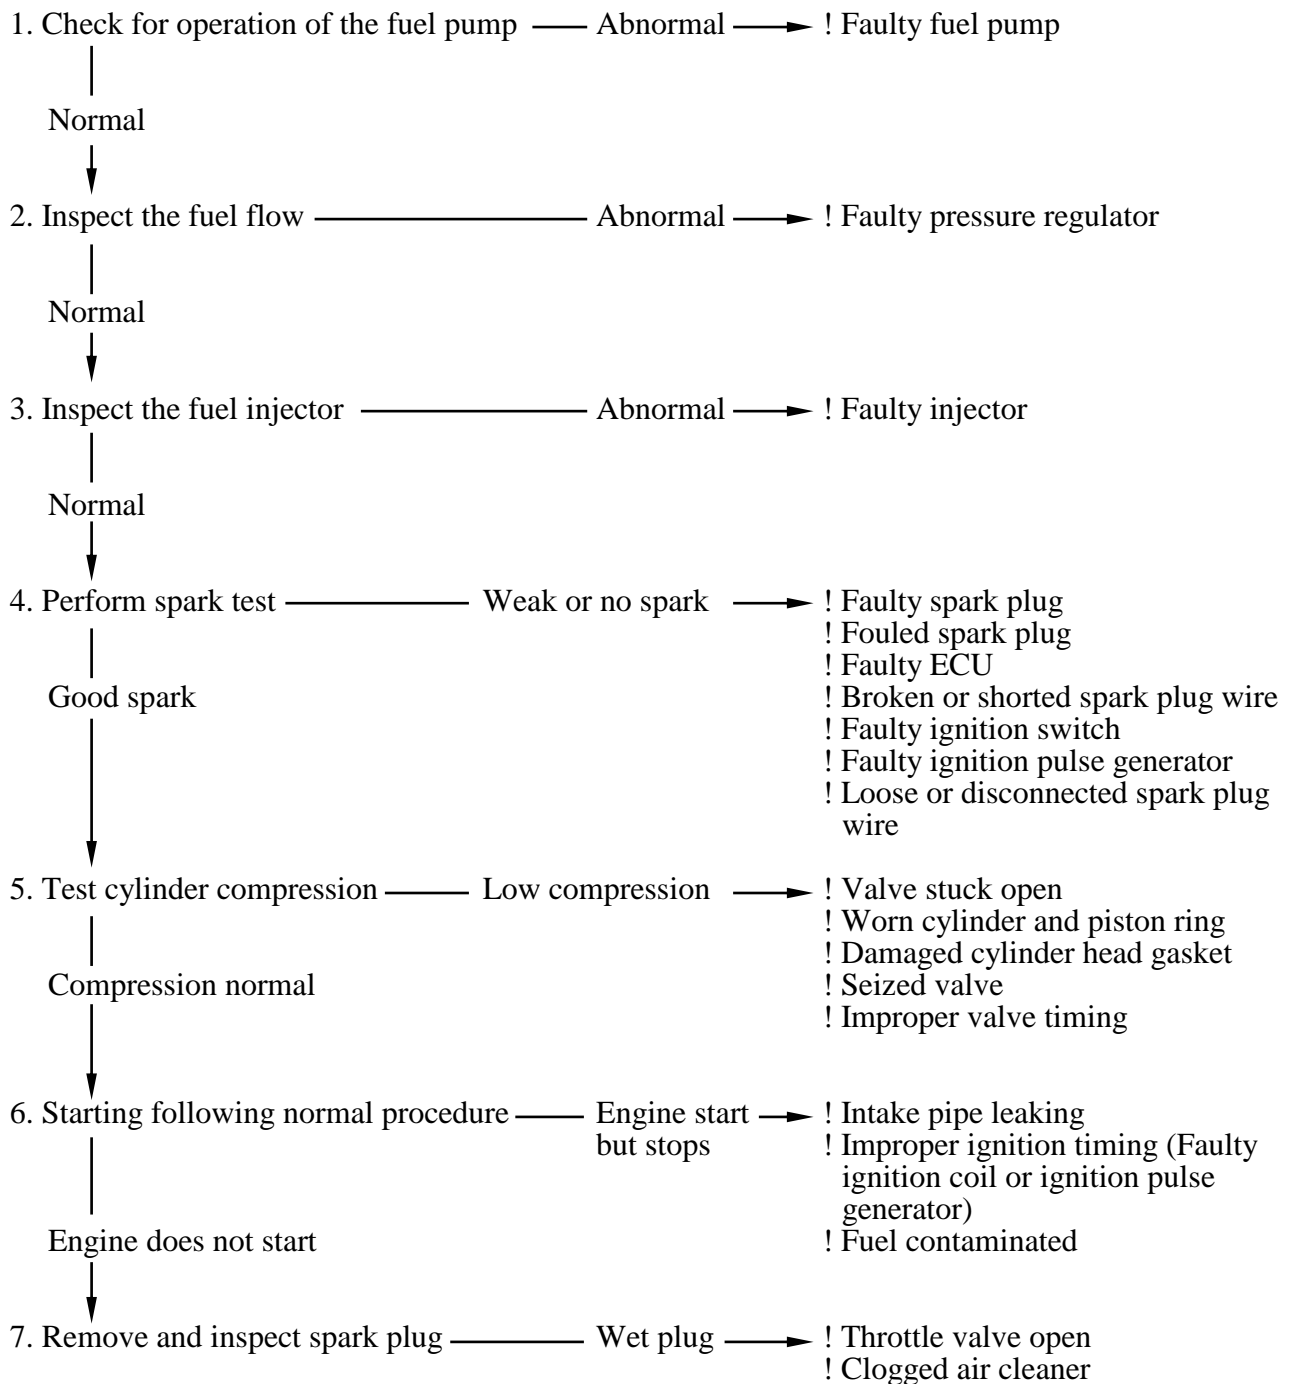 1. Check for operation of the fuel pump Abnormal ! Faulty fuel pump
Normal
2. Inspect the fuel flow Abnormal ! Faulty pressure regulator
Normal
3. Inspect the fuel injector Abnormal ! Faulty injector
Normal
4. Perform spark test Weak or no spark ! Faulty spark plug
! Fouled spark plug
! Faulty ECU
Good spark ! Broken or shorted spark plug wire
! Faulty ignition switch
! Faulty ignition pulse generator
! Loose or disconnected spark plug
wire
5. Test cylinder compression Low compression ! Valve stuck open
! Worn cylinder and piston ring
! Damaged cylinder head gasket
Compression normal ! Seized valve
! Improper valve timing
6. Starting following normal procedure Engine start ! Intake pipe leaking
but stops ! Improper ignition timing (Faulty
ignition coil or ignition pulse
generator)
Engine does not start ! Fuel contaminated
7. Remove and inspect spark plug Wet plug ! Throttle valve open
! Clogged air cleaner